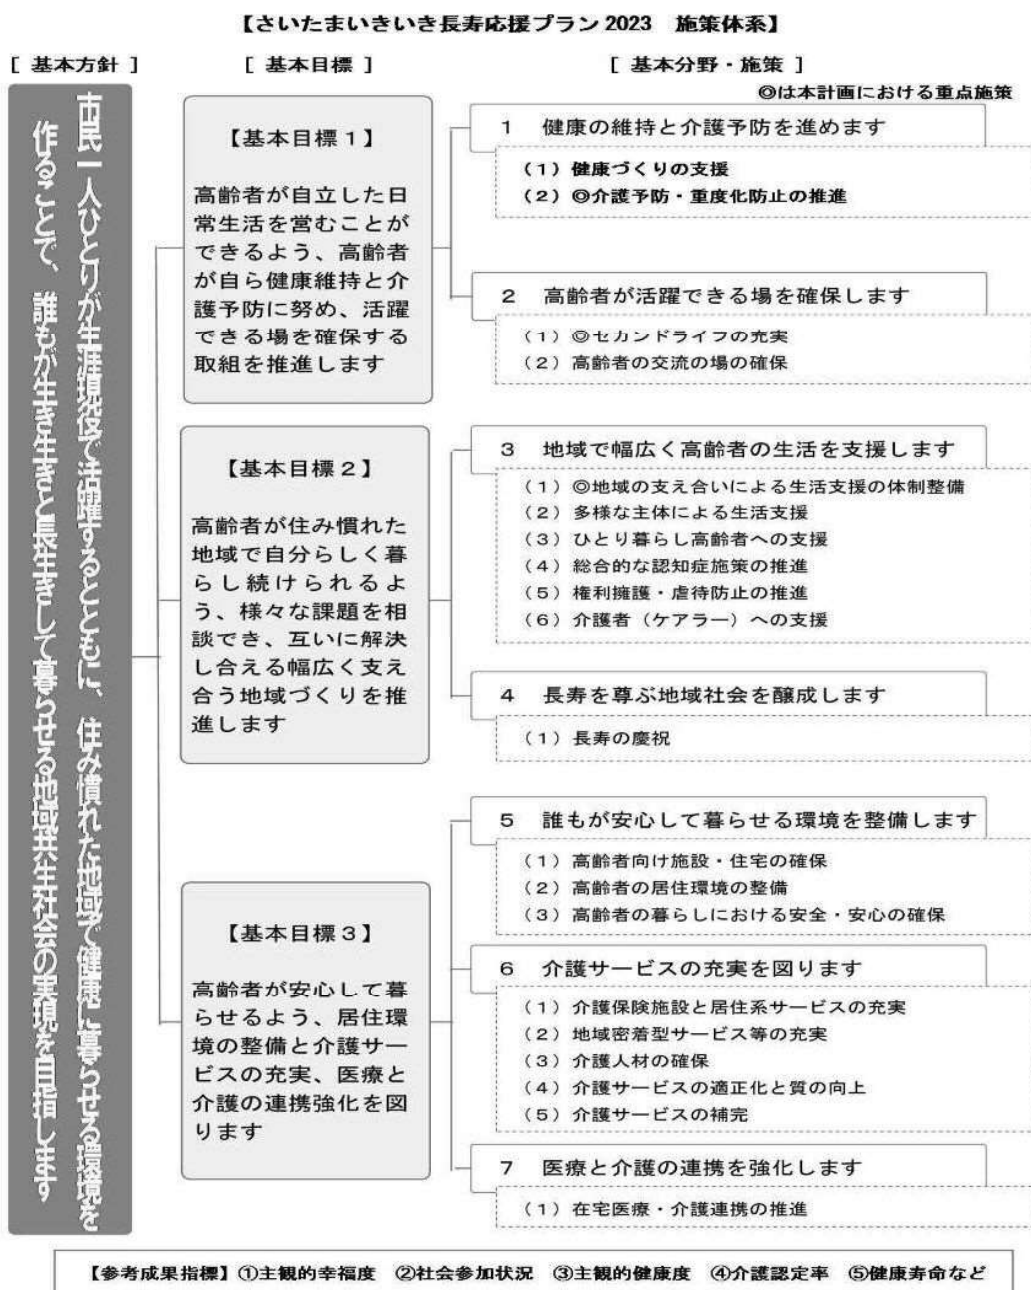 【さいたまいきいき長寿応援プラン2023　施策体系】
[ 基本方針 ]
[ 基本目標 ]
[ 基本分野・施策 ]
◎は本計画における重点施策
市民一人ひとりが生涯現役で活躍するとともに、住み慣れた地域で健康に暮らせる環境を
作ることで、誰もが生き生きと長生きして暮らせる地域共生社会の実現を目指します
【基本目標１】
高齢者が自立した日
常生活を営むことが
できるよう、高齢者
が自ら健康維持と介
護予防に努め、活躍
できる場を確保する
取組を推進します
１　健康の維持と介護予防を進めます
（１）健康づくりの支援
（２）◎介護予防・重度化防止の推進
２　高齢者が活躍できる場を確保します
（１）◎セカンドライフの充実
（２）高齢者の交流の場の確保
【基本目標２】
高齢者が住み慣れた
地域で自分らしく暮
らし続けられるよ
う、様々な課題を相
談でき、互いに解決
し合える幅広く支え
合う地域づくりを推
進します
３　地域で幅広く高齢者の生活を支援します
（１）◎地域の支え合いによる生活支援の体制整備
（２）多様な主体による生活支援
（３）ひとり暮らし高齢者への支援
（４）総合的な認知症施策の推進
（５）権利擁護・虐待防止の推進
（６）介護者（ケアラー）への支援
４　長寿を尊ぶ地域社会を醸成します
（１）長寿の慶祝
【基本目標３】
高齢者が安心して暮
らせるよう、居住環
境の整備と介護サー
ビスの充実、医療と
介護の連携強化を図
ります
５　誰もが安心して暮らせる環境を整備します
（１）高齢者向け施設・住宅の確保
（２）高齢者の居住環境の整備
（３）高齢者の暮らしにおける安全・安心の確保
６　介護サービスの充実を図ります
（１）介護保険施設と居住系サービスの充実
（２）地域密着型サービス等の充実
（３）介護人材の確保
（４）介護サービスの適正化と質の向上
（５）介護サービスの補完
７　医療と介護の連携を強化します
（１）在宅医療・介護連携の推進
【参考成果指標】①主観的幸福度　②社会参加状況　③主観的健康度　④介護認定率　⑤健康寿命など